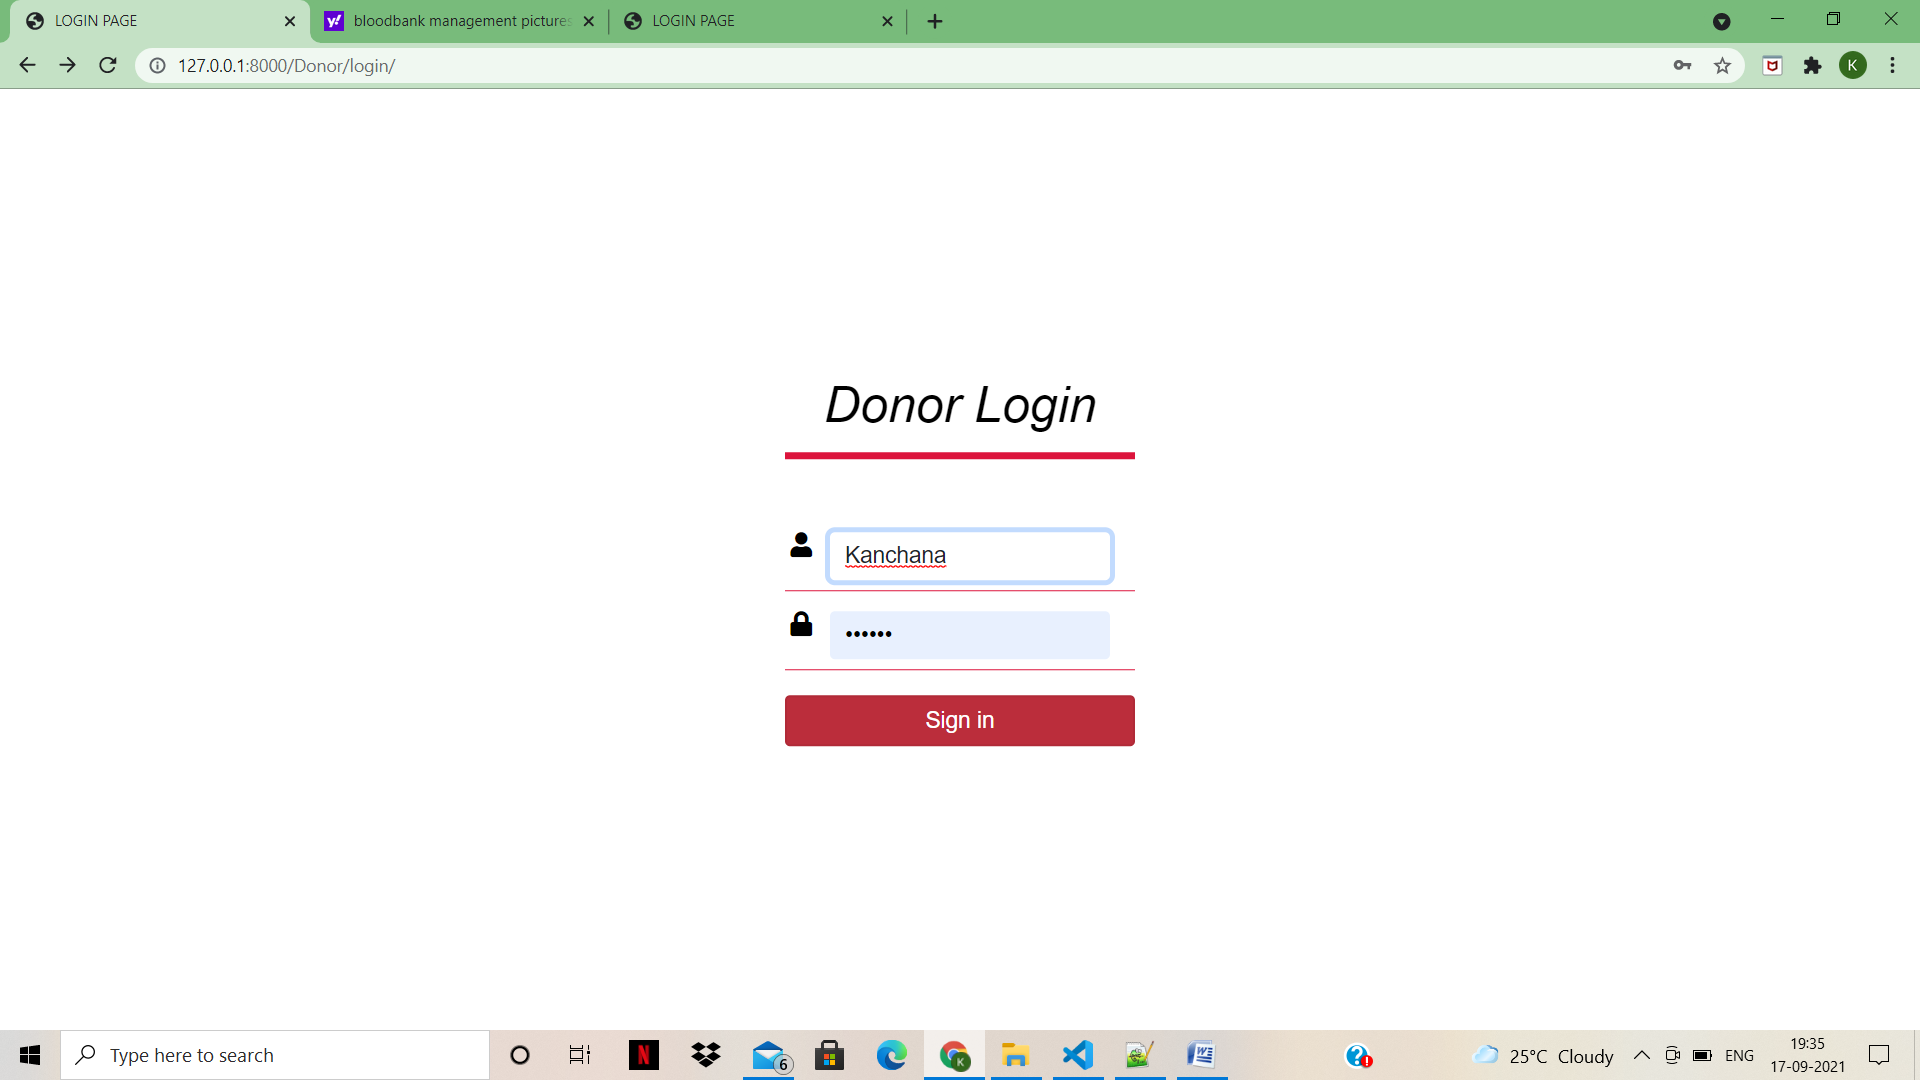 LOGIN PAGE
bloodbank management pictures
LOGIN PAGE
127.0.0.1:8000/Donor/login/
K
Donor Login
Kanchana
••••••
Sign in
Type here to search
N
6
K
W
25°C Cloudy
ENG
19:35
17-09-2021